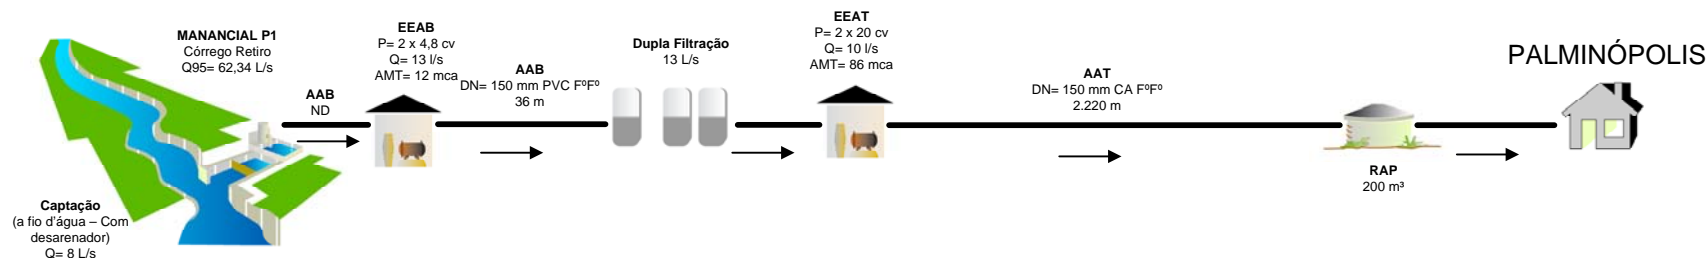 MANANCIAL P1
Córrego Retiro
Q95= 62,34 L/s
AAB
ND
EEAB
P= 2 x 4,8 cv
Q= 13 l/s
AMT= 12 mca
AAB
DN= 150 mm PVC FºFº
36 m
Dupla Filtração
13 L/s
EEAT
P= 2 x 20 cv
Q= 10 l/s
AMT= 86 mca
AAT
DN= 150 mm CA FºFº
2.220 m
PALMINÓPOLIS
RAP
200 m³
Captação
(a fio d’água – Com
desarenador)
Q= 8 L/s